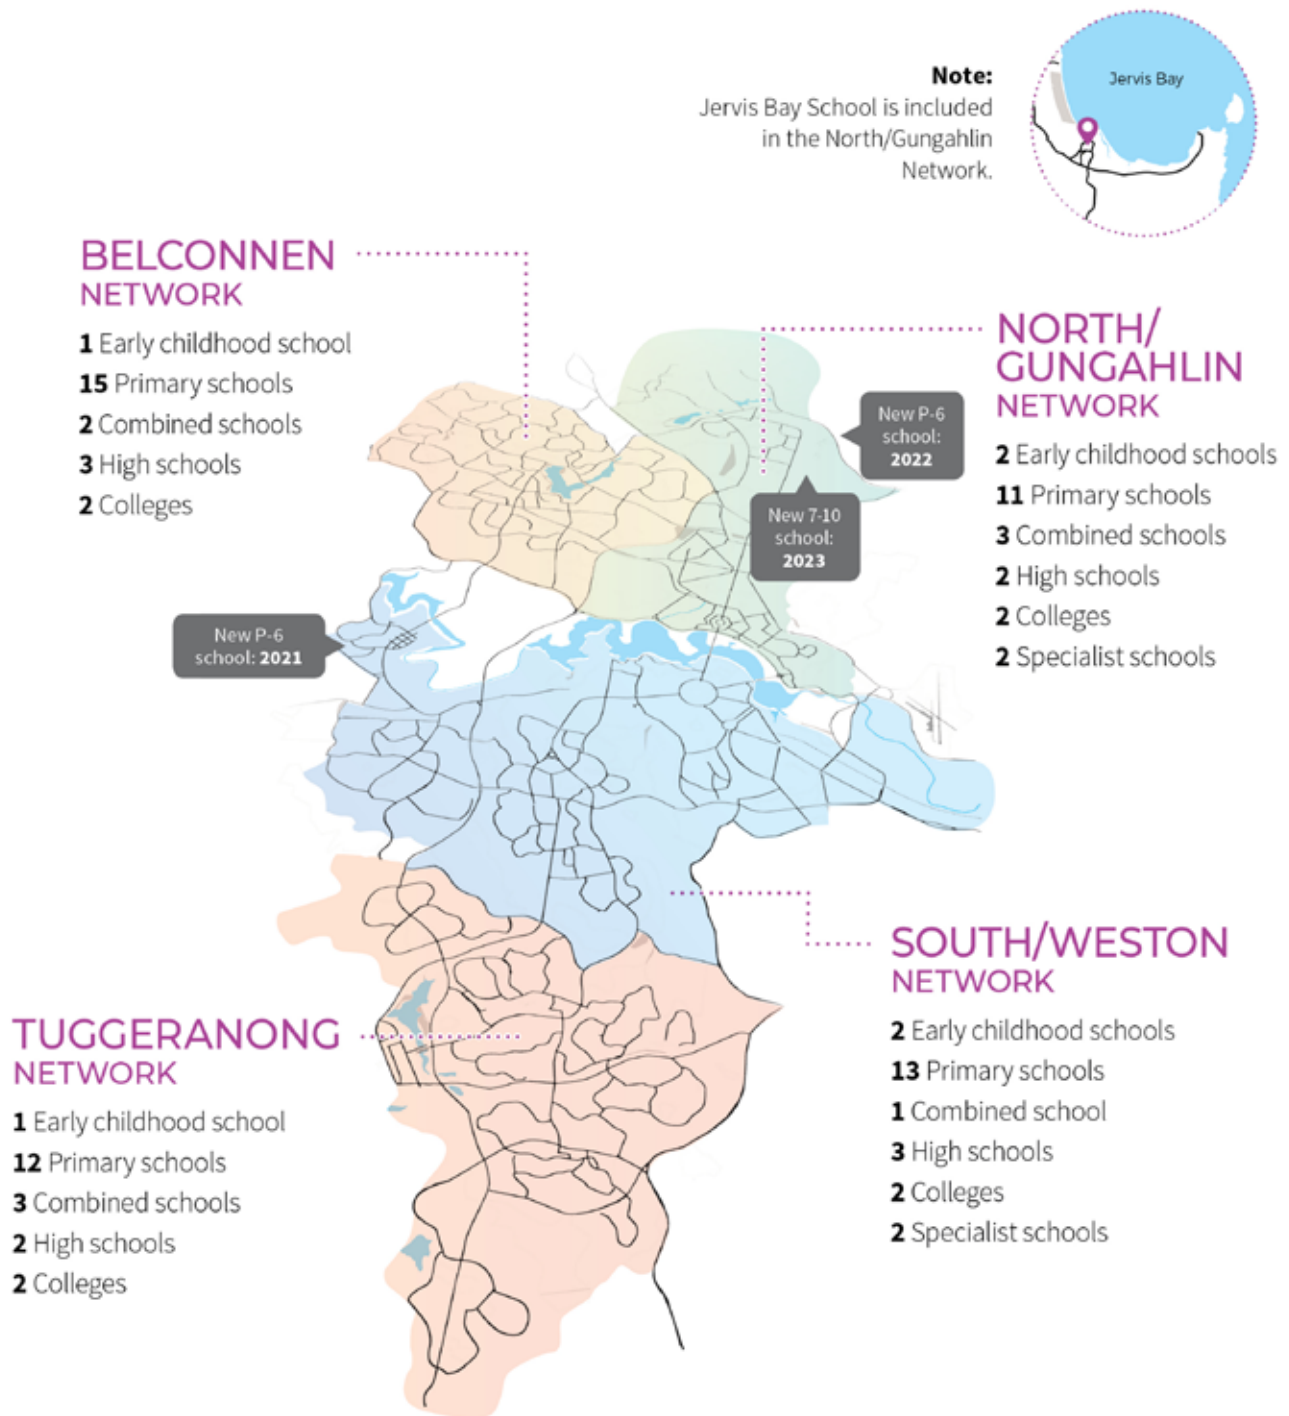 Note:
Jervis Bay School is included
in the North/Gungahlin
Network.
Jervis Bay
BELCONNEN
NETWORK
1 Early childhood school
15 Primary schools
2 Combined schools
3 High schools
2 Colleges
NORTH/
GUNGAHLIN
NETWORK
2 Early childhood schools
11 Primary schools
3 Combined schools
2 High schools
2 Colleges
2 Specialist schools
New P-6
school:
2022
New 7-10
school:
2023
New P-6
school: 2021
SOUTH/WESTON
NETWORK
2 Early childhood schools
13 Primary schools
1 Combined school
3 High schools
2 Colleges
2 Specialist schools
TUGGERANONG
NETWORK
1 Early childhood school
12 Primary schools
3 Combined schools
2 High schools
2 Colleges